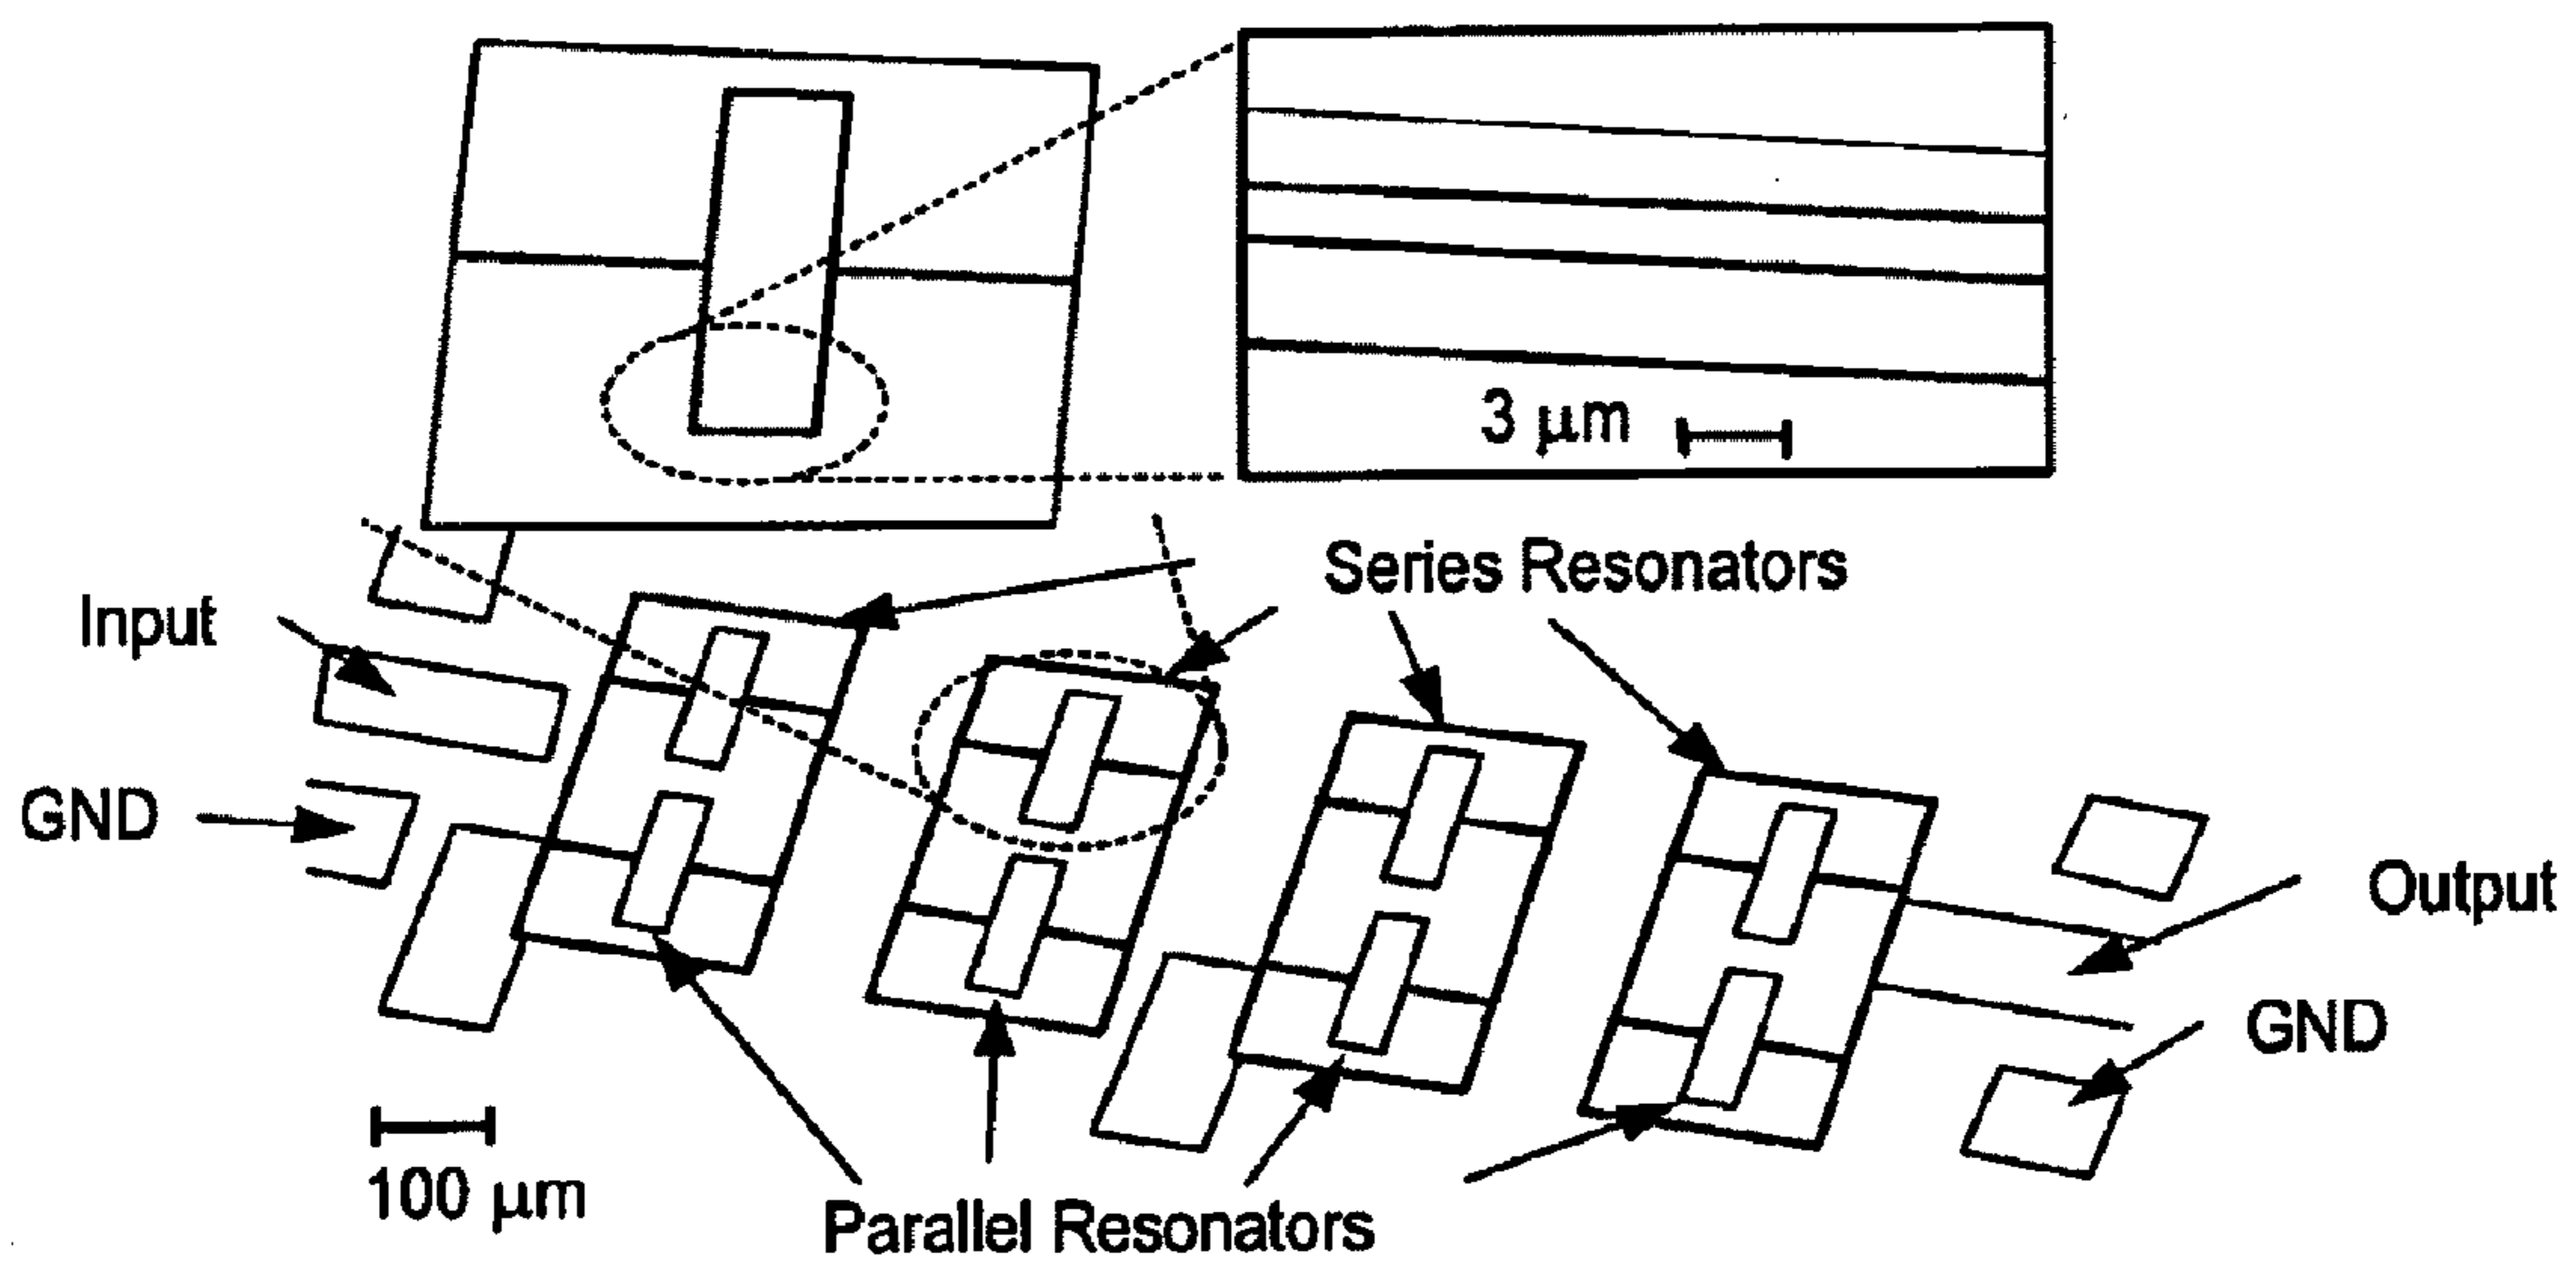 3 μm
Series Resonators
Input
GND
Output
GND
100 μm
Parallel Resonators